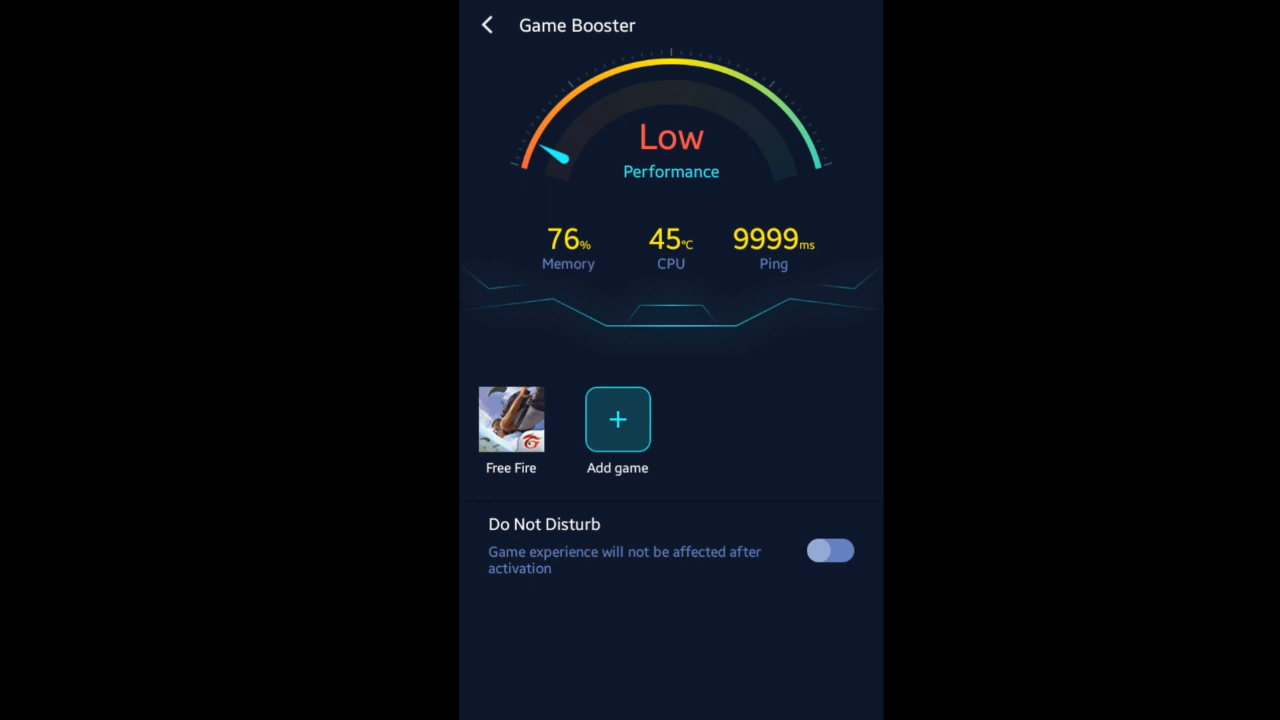 Game Booster
Low
Performance
76% 45°C 9999ms
Memory CPU Ping
Free Fire Add game
Do Not Disturb
Game experience will not be affected after
activation